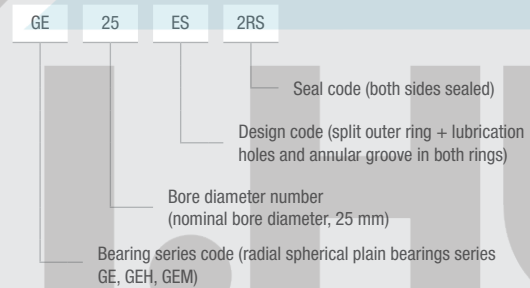 GE 25 ES 2RS
Seal code (both sides sealed)
Design code (split outer ring + lubrication
holes and annular groove in both rings)
Bore diameter number
(nominal bore diameter, 25 mm)
Bearing series code (radial spherical plain bearings series
GE, GEH, GEM)